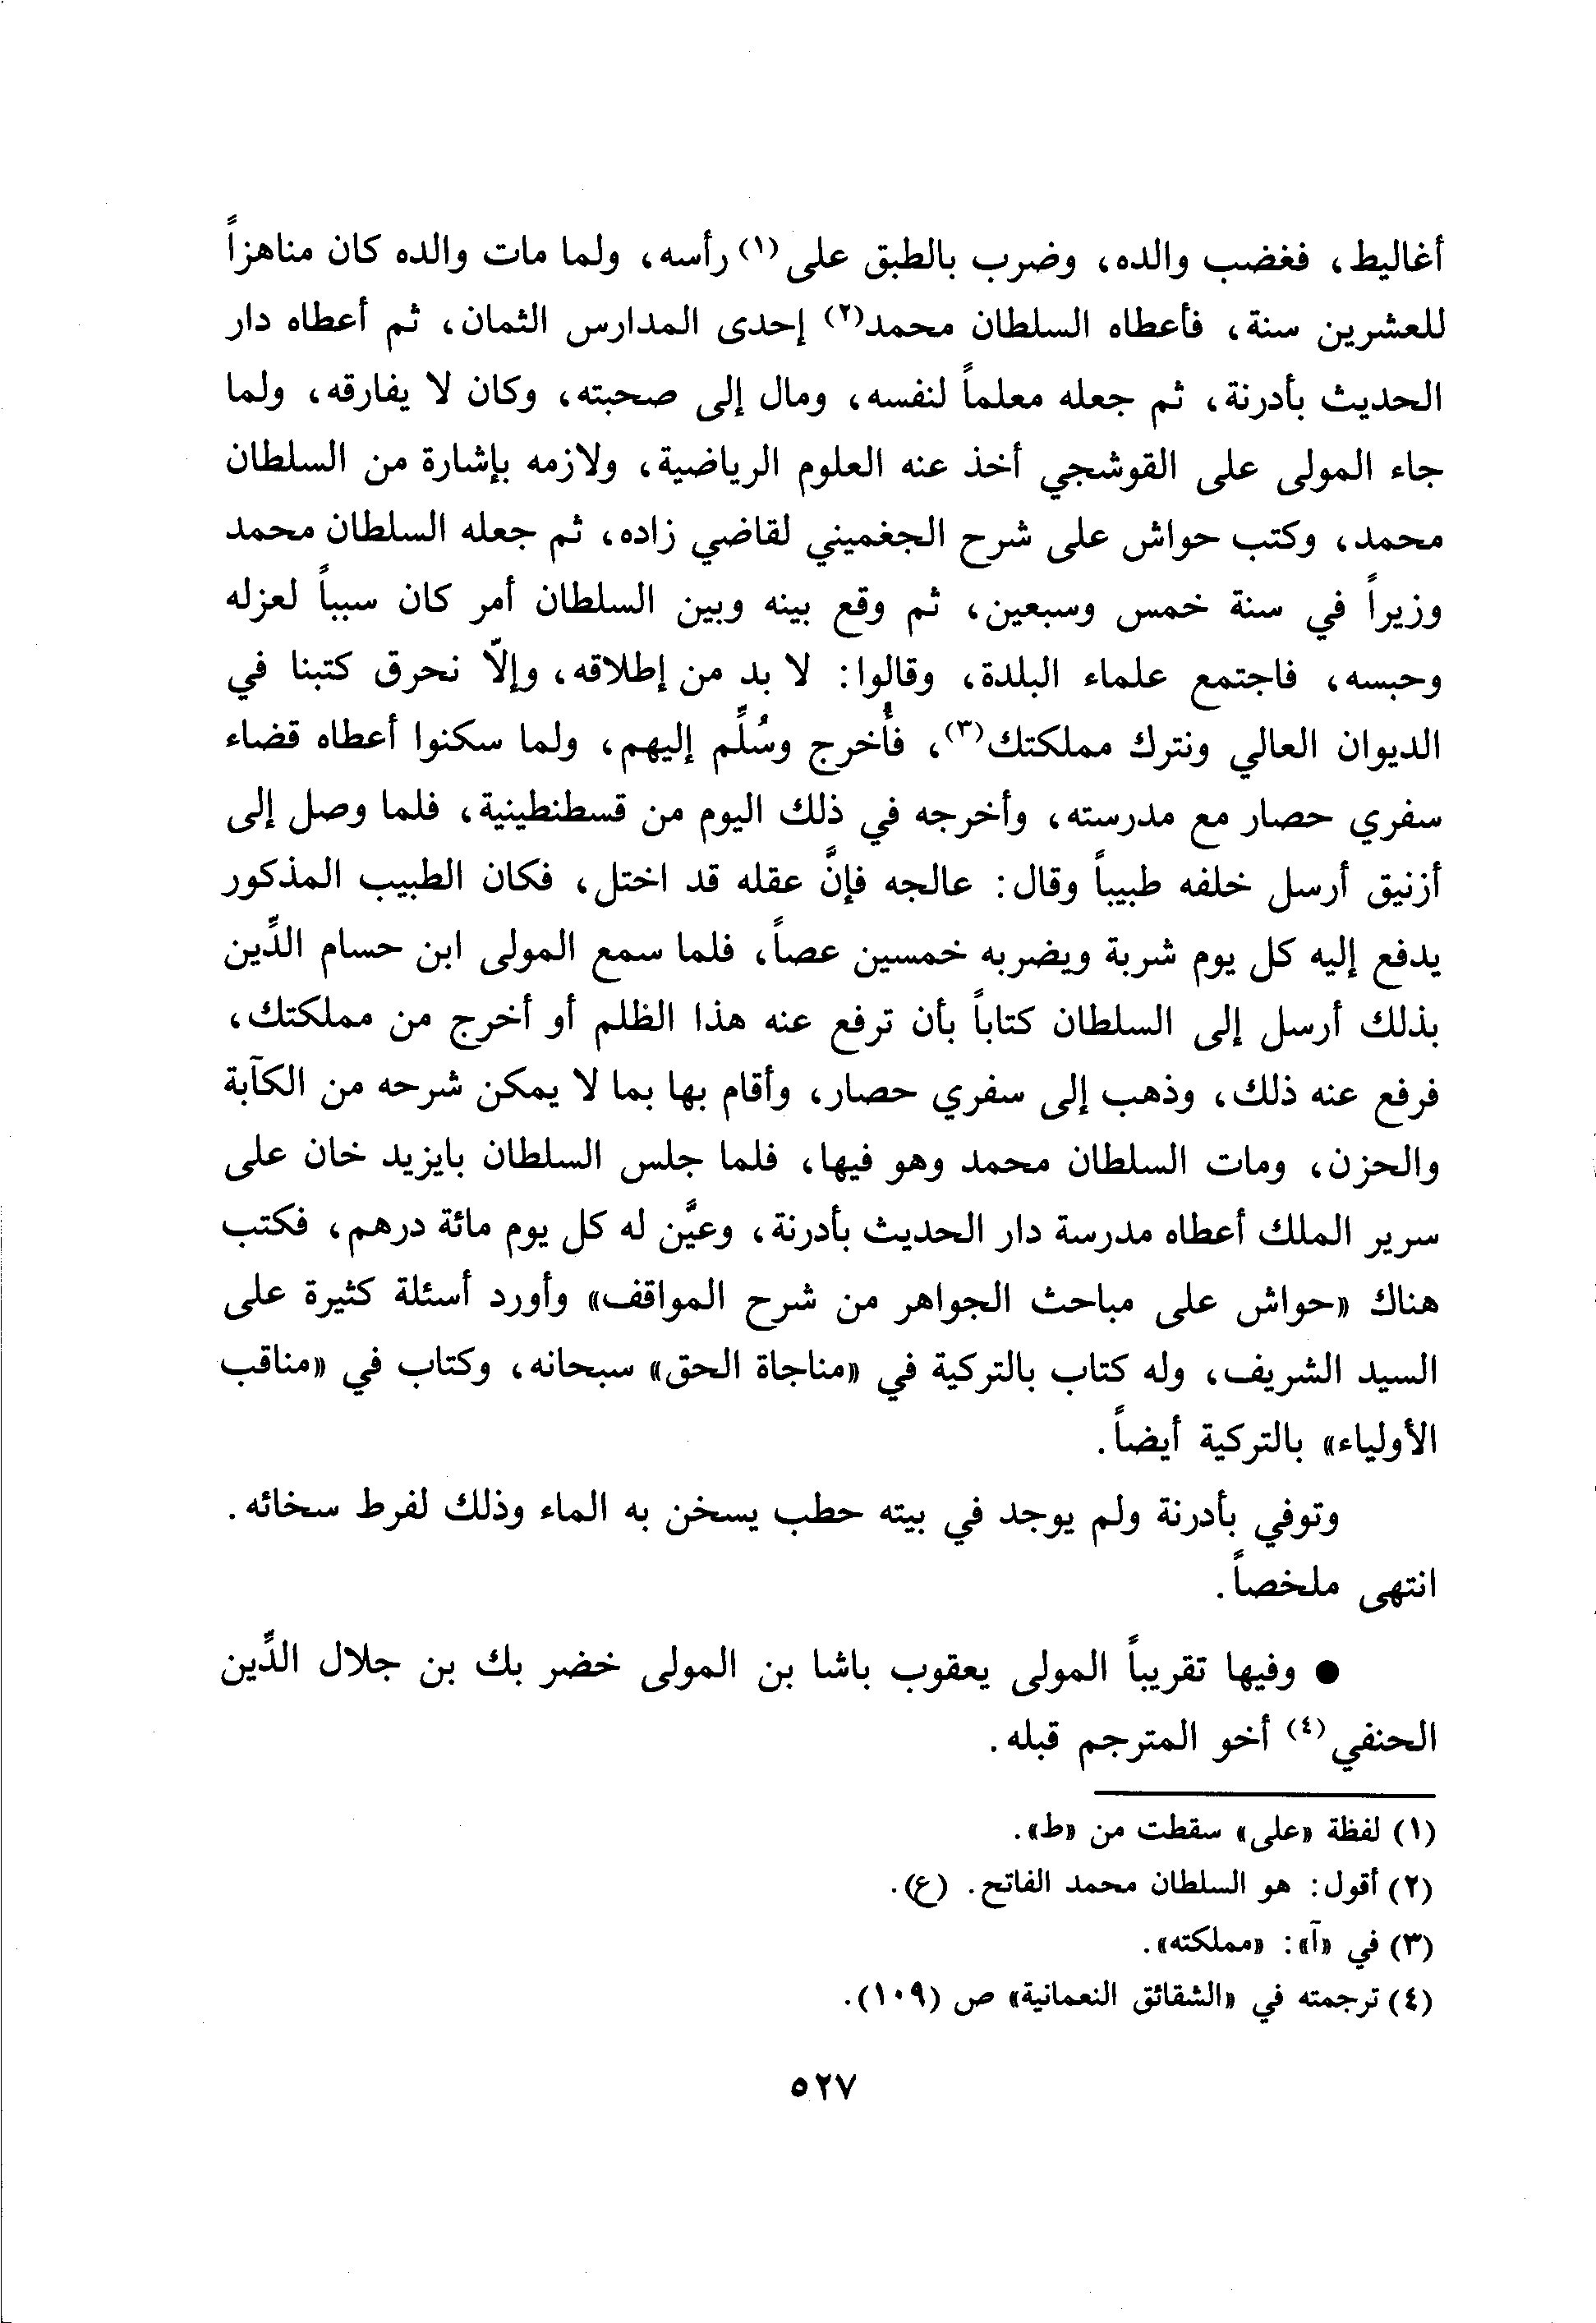 أغاليط، فغضب والده، وضرب بالطبق على(١) رأسه، ولما مات والده كان مناهزاً
للعشرين سنة، فأعطاه السلطان محمد(٢) إحدى المدارس الثمان، ثم أعطاه دار
الحديث بأدرنة، ثم جعله معلماً لنفسه، ومال إلى صحبته، وكان لا يفارقه، ولما
جاء المولى على القوشجي أخذ عنه العلوم الرياضية، ولازمه بإشارة من السلطان
محمد، وكتب حواش على شرح الجغميني لقاضي زاده، ثم جعله السلطان محمد
وزيراً في سنة خمس وسبعين، ثم وقع بينه وبين السلطان أمر كان سبباً لعزله
وحبسه، فاجتمع علماء البلدة، وقالوا: لا بد من إطلاقه، وإلاّ نحرق كتبنا في
الديوان العالي ونترك مملكتك(٣)، فأُخرج وسُلِّم إليهم، ولما سكنوا أعطاه قضاء
سفري حصار مع مدرسته، وأخرجه في ذلك اليوم من قسطنطينية، فلما وصل إلى
أزنيق أرسل خلفه طبيباً وقال: عالجه فإنَّ عقله قد اختل، فكان الطبيب المذكور
يدفع إليه كل يوم شربة ويضربه خمسين عصاً، فلما سمع المولى ابن حسام الدِّين
بذلك أرسل إلى السلطان كتاباً بأن ترفع عنه هذا الظلم أو أخرج من مملكتك،
فرفع عنه ذلك، وذهب إلى سفري حصار، وأقام بها بما لا يمكن شرحه من الكآبة
والحزن، ومات السلطان محمد وهو فيها، فلما جلس السلطان بايزيد خان على
سرير الملك أعطاه مدرسة دار الحديث بأدرنة، وعيَّن له كل يوم مائة درهم، فكتب
هناك «حواش على مباحث الجواهر من شرح المواقف» وأورد أسئلة كثيرة على
السيد الشريف، وله كتاب بالتركية في «مناجاة الحق» سبحانه، وكتاب في «مناقب
الأولياء» بالتركية أيضاً.
وتوفي بأدرنة ولم يوجد في بيته حطب يسخن به الماء وذلك لفرط سخائه.
انتهى ملخصاً.
● وفيها تقريباً المولى يعقوب باشا بن المولى خضر بك بن جلال الدِّين
الحنفي(٤) أخو المترجم قبله.
(١) لفظة «على» سقطت من «ط».
(٢) أقول: هو السلطان محمد الفاتح. (ع).
(٣) في «آ»: «مملكته».
(٤) ترجمته في «الشقائق النعمانية» ص (١٠٩).
٥٢٧